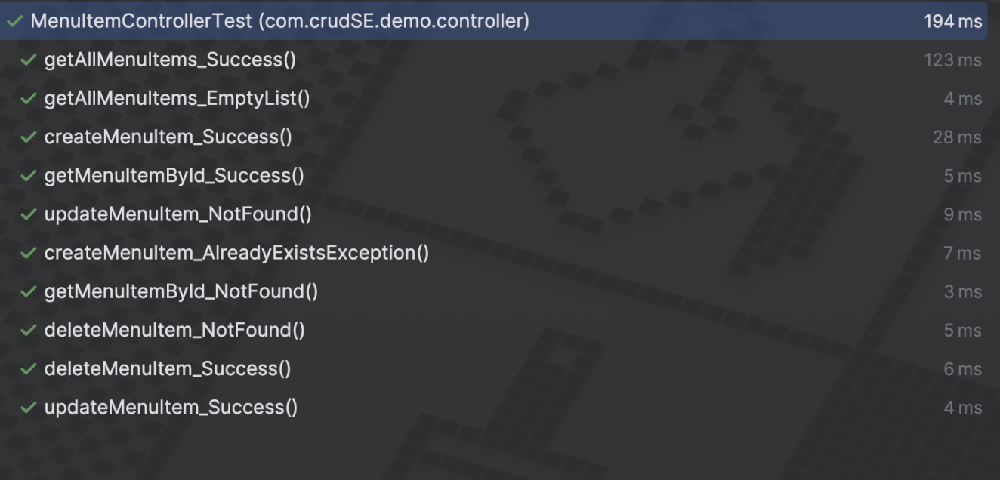 MenuItemControllerTest (com.crudSE.demo.controller) 194 ms
getAllMenuItems_Success() 123 ms
getAllMenuItems_EmptyList() 4 ms
createMenuItem_Success() 28 ms
getMenuItemById_Success() 5 ms
updateMenuItem_NotFound() 9 ms
createMenuItem_AlreadyExistsException() 7 ms
getMenuItemById_NotFound() 3 ms
deleteMenuItem_NotFound() 5 ms
deleteMenuItem_Success() 6 ms
updateMenuItem_Success() 4 ms